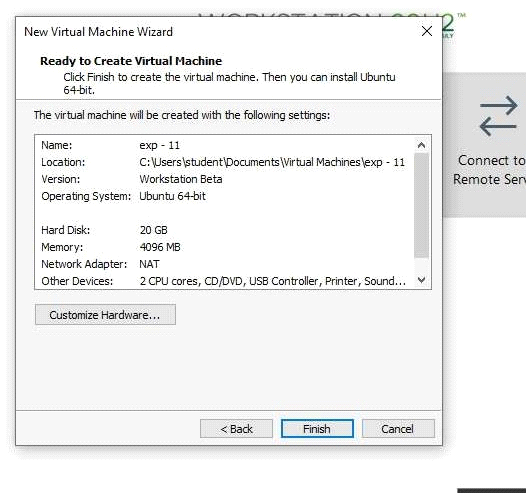 WORKSTATION 20H2™
New Virtual Machine Wizard
Ready to Create Virtual Machine
Click Finish to create the virtual machine. Then you can install Ubuntu
64-bit.
The virtual machine will be created with the following settings:
Name: exp - 11
Location: C:\Users\student\Documents\Virtual Machines\exp - 11
Version: Workstation Beta
Operating System: Ubuntu 64-bit
Hard Disk: 20 GB
Memory: 4096 MB
Network Adapter: NAT
Other Devices: 2 CPU cores, CD/DVD, USB Controller, Printer, Sound...
Customize Hardware...
< Back
Finish
Cancel
Connect to
Remote Serv